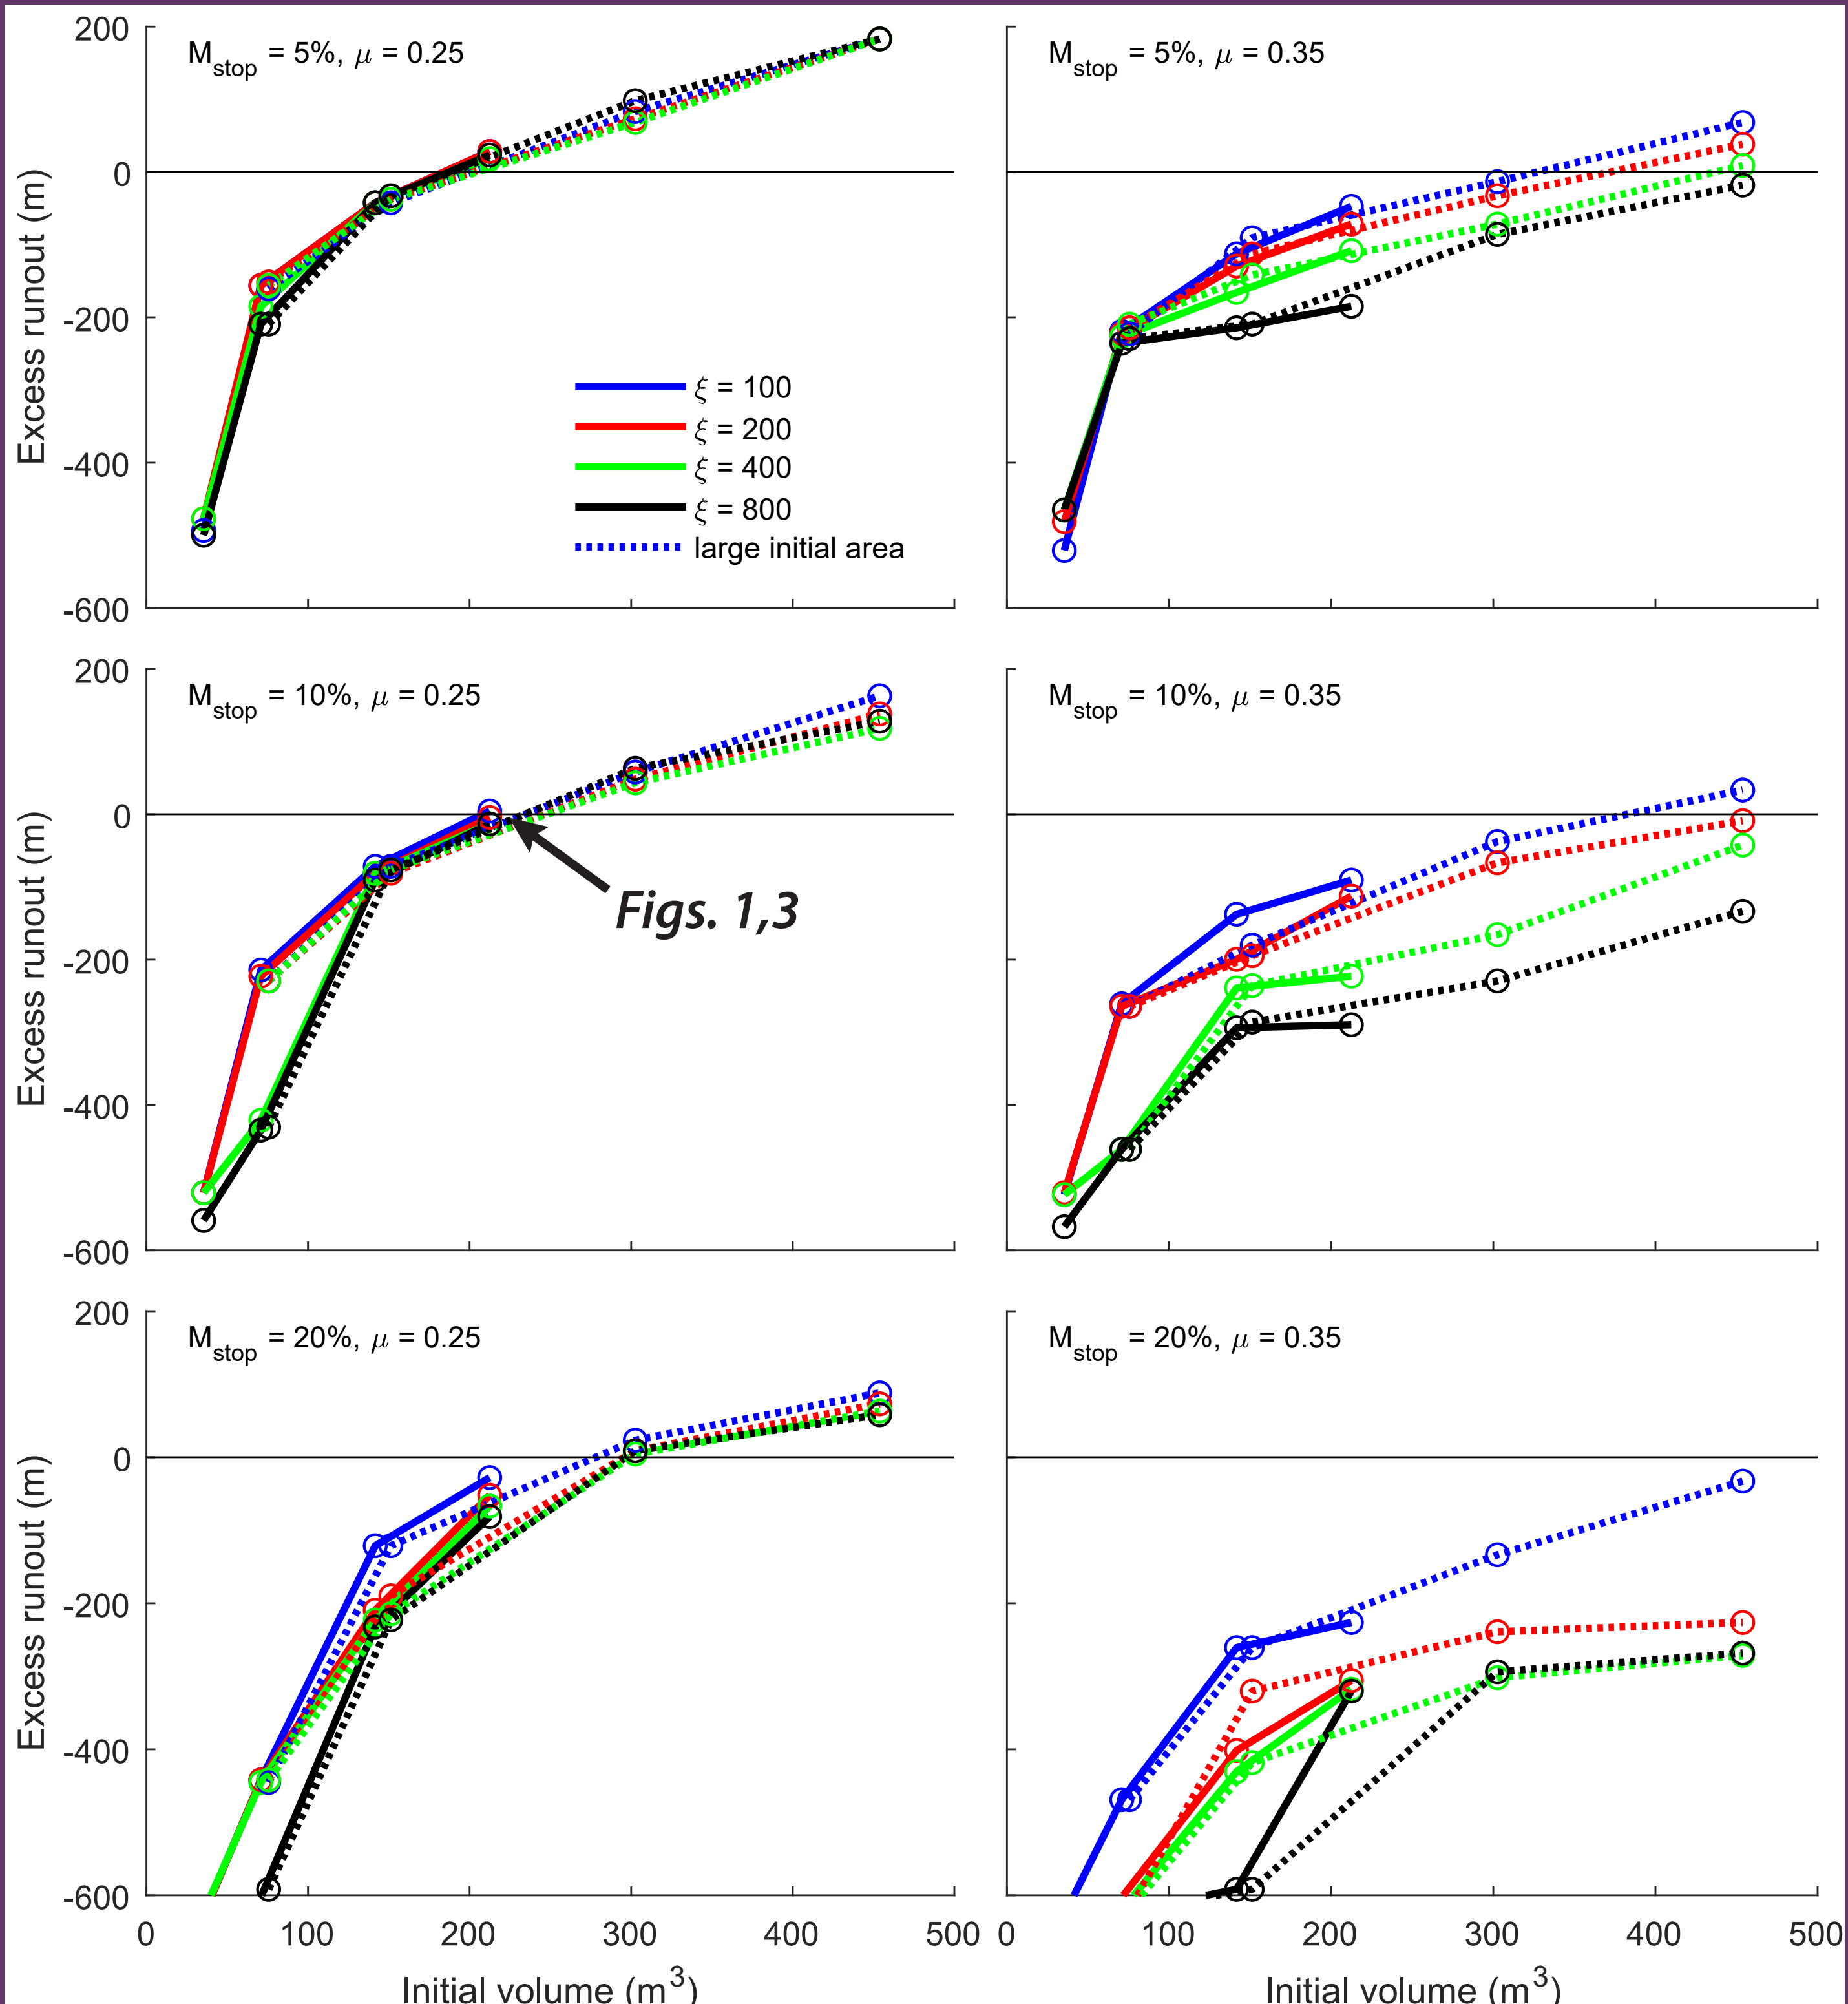 M_stop = 5%, μ = 0.25
M_stop = 5%, μ = 0.35
200
0
-200
-400
-600
Excess runout (m)
ξ = 100
ξ = 200
ξ = 400
ξ = 800
large initial area
M_stop = 10%, μ = 0.25
M_stop = 10%, μ = 0.35
200
0
-200
-400
-600
Excess runout (m)
Figs. 1,3
M_stop = 20%, μ = 0.25
M_stop = 20%, μ = 0.35
200
0
-200
-400
-600
Excess runout (m)
0 100 200 300 400 500
0 100 200 300 400 500
Initial volume (m³)
Initial volume (m³)